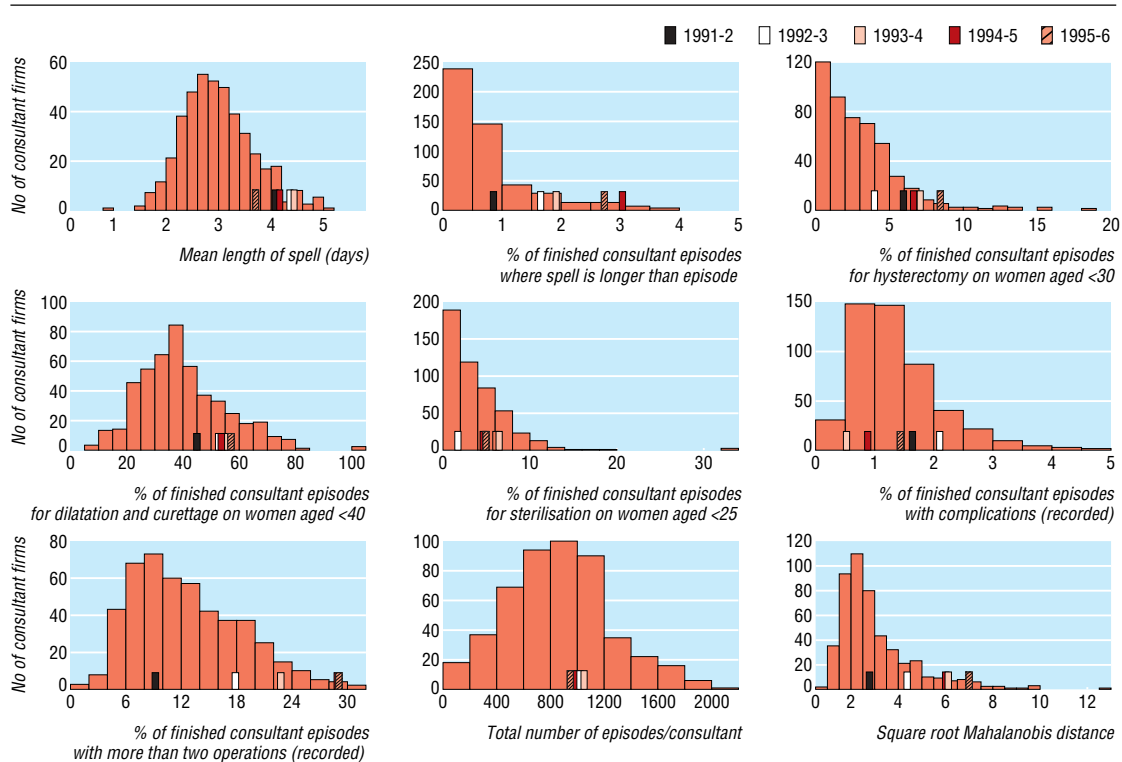 1991-2 1992-3 1993-4 1994-5 1995-6
No of consultant firms
60
40
20
0
0 1 2 3 4 5
Mean length of spell (days)
250
200
150
100
50
0
0 1 2 3 4 5
% of finished consultant episodes
where spell is longer than episode
120
80
40
0
0 5 10 15 20
% of finished consultant episodes
for hysterectomy on women aged <30
No of consultant firms
100
80
60
40
20
0
0 20 40 60 80 100
% of finished consultant episodes
for dilatation and curettage on women aged <40
200
150
100
50
0
0 10 20 30
% of finished consultant episodes
for sterilisation on women aged <25
150
100
50
0
0 1 2 3 4 5
% of finished consultant episodes
with complications (recorded)
No of consultant firms
80
60
40
20
0
0 6 12 18 24 30
% of finished consultant episodes
with more than two operations (recorded)
100
80
60
40
20
0
0 400 800 1200 1600 2000
Total number of episodes/consultant
120
100
80
60
40
20
0
2 4 6 8 10 12
Square root Mahalanobis distance